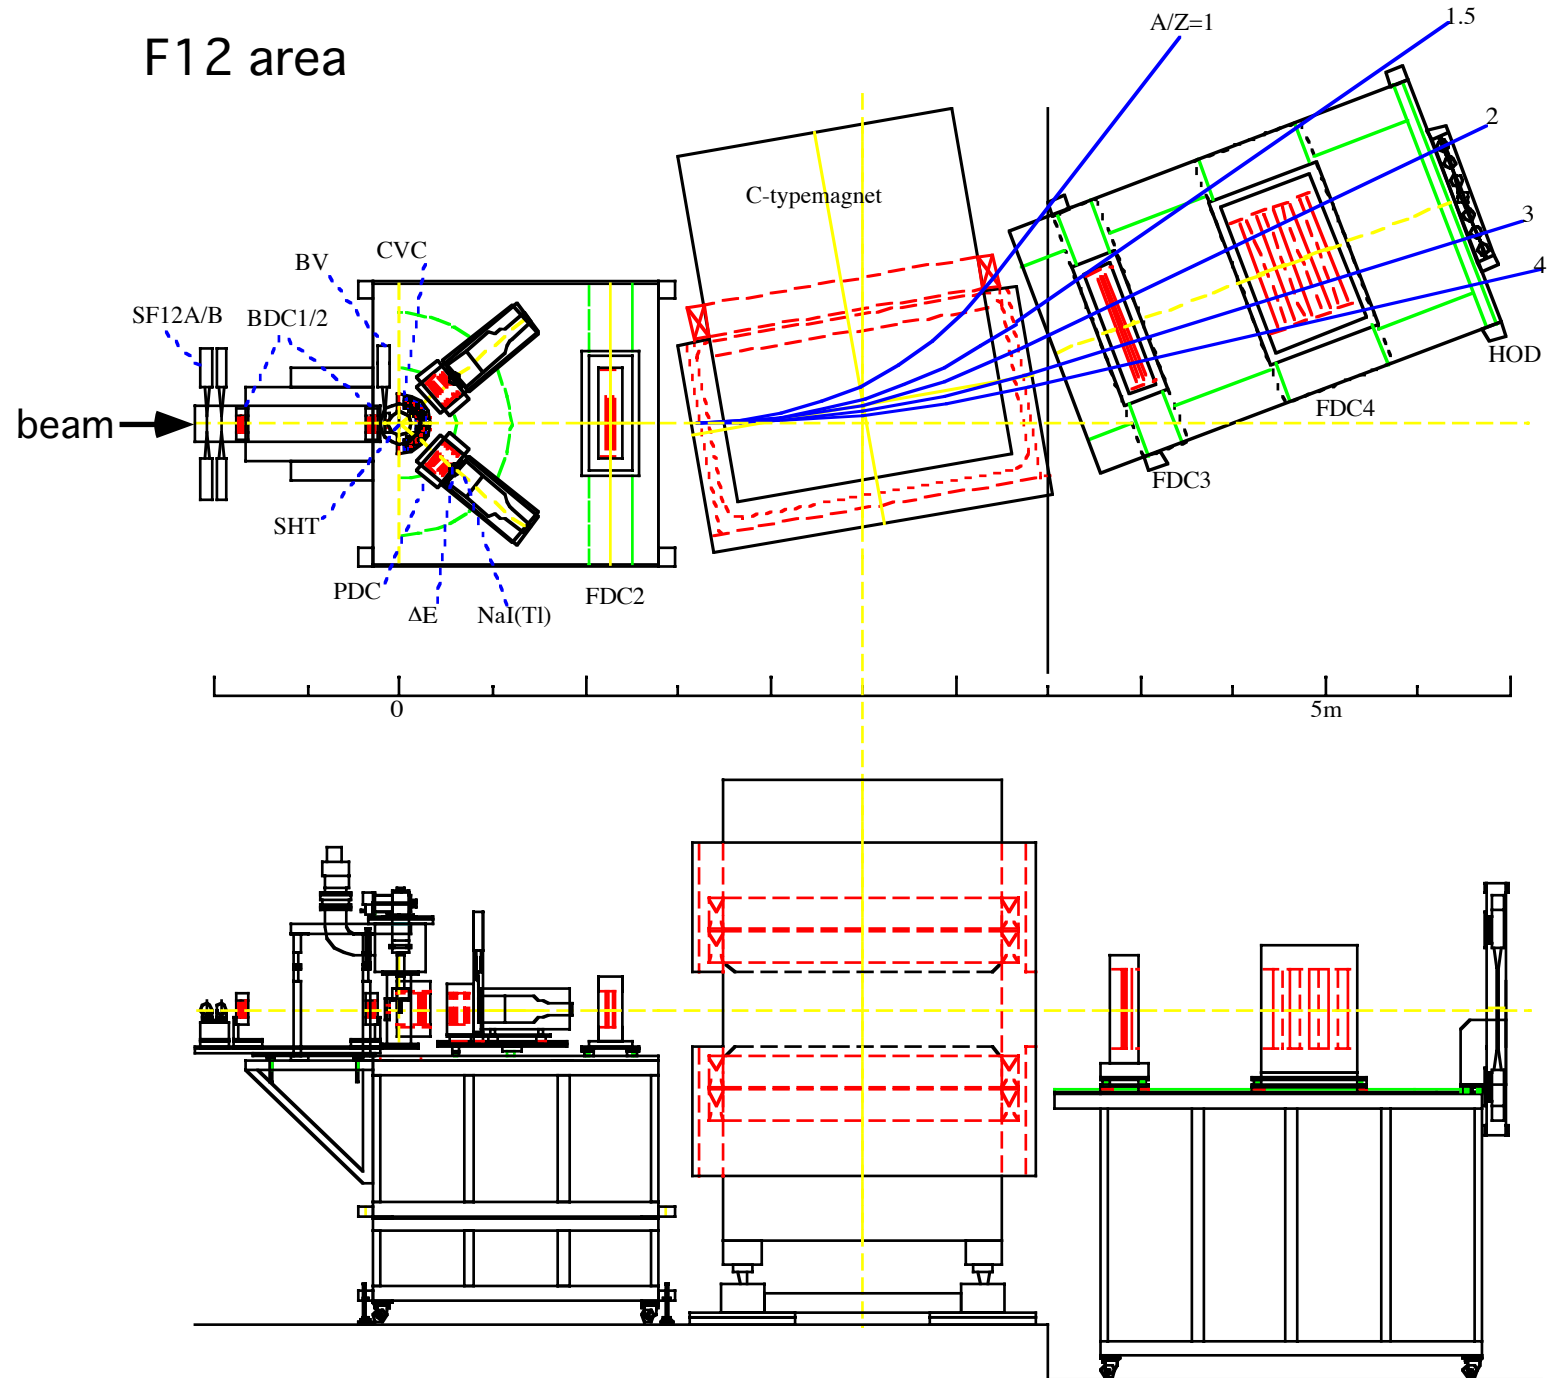 F12 area
A/Z=1
1.5
2
C-typemagnet
3
CVC
BV
4
SF12A/B
BDC1/2
HOD
beam
FDC4
FDC3
SHT
PDC
FDC2
ΔE
NaI(Tl)
0
5m